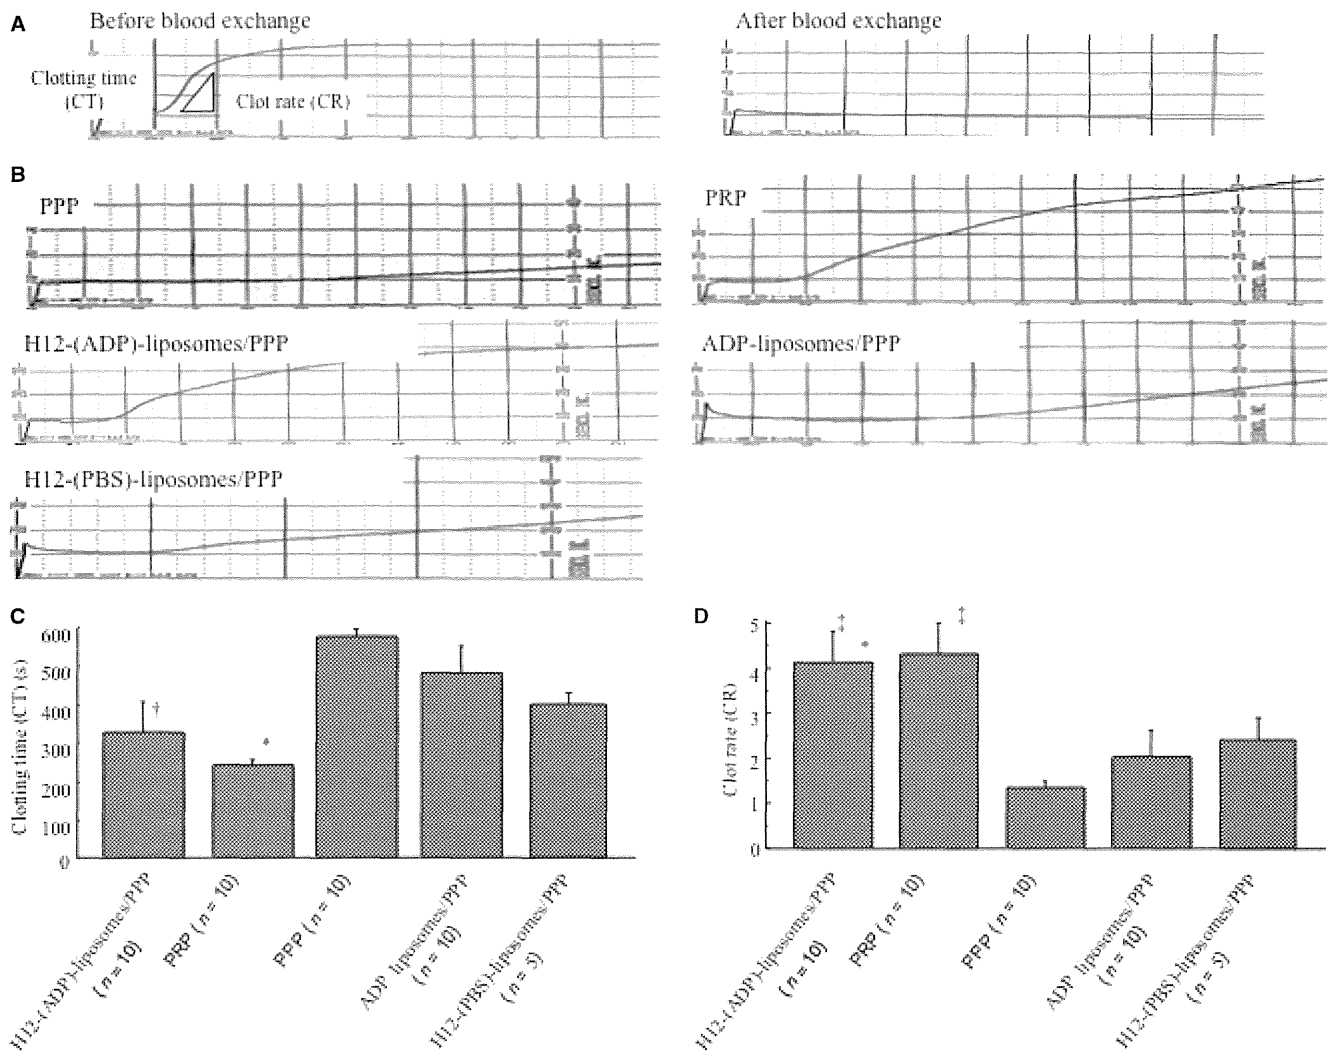 A
Before blood exchange
Clotting time
(CT)
Clot rate (CR)
After blood exchange
B
PPP
PRP
H12-(ADP)-liposomes/PPP
ADP-liposomes/PPP
H12-(PBS)-liposomes/PPP
C
Clotting time (CT) (s)
600
500
400
300
200
100
0
†
*
H12-(ADP)-liposomes/PPP
(n = 10)
PRP (n = 10)
PPP (n = 10)
ADP liposomes/PPP
(n = 10)
H12-(PBS)-liposomes/PPP
(n = 5)
D
Clot rate (CR)
5
4
3
2
1
0
‡
*
‡
H12-(ADP)-liposomes/PPP
(n = 10)
PRP (n = 10)
PPP (n = 10)
ADP liposomes/PPP
(n = 10)
H12-(PBS)-liposomes/PPP
(n = 5)